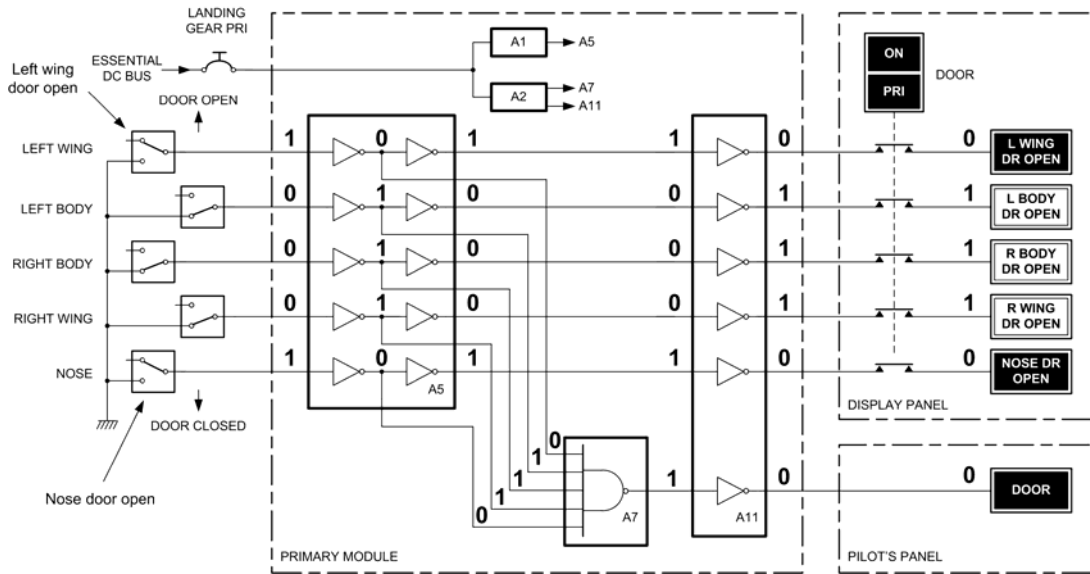 LANDING
GEAR PRI
ESSENTIAL
DC BUS
A1
A5
A2
A7
A11
ON
PRI
DOOR
Left wing
door open
DOOR OPEN
LEFT WING
1 0 1 1 0 0
L WING
DR OPEN
LEFT BODY
0 1 0 0 1 1
L BODY
DR OPEN
RIGHT BODY
0 1 0 0 1 1
R BODY
DR OPEN
RIGHT WING
0 1 0 0 1 1
R WING
DR OPEN
NOSE
1 0 1 1 0 0
NOSE DR
OPEN
A5
DISPLAY PANEL
DOOR CLOSED
Nose door open
0
1
1
1
0
1 0 0
DOOR
A7
A11
PRIMARY MODULE
PILOT'S PANEL